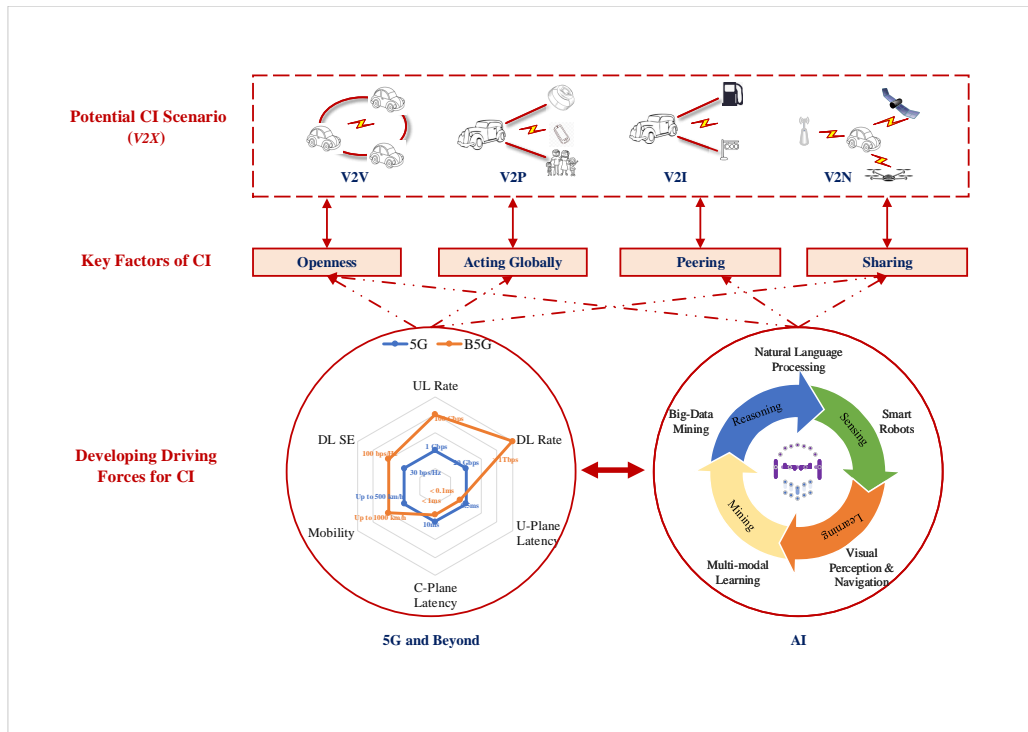 Potential CI Scenario
(V2X)
V2V
V2P
V2I
V2N
Key Factors of CI
Openness
Acting Globally
Peering
Sharing
Developing Driving
Forces for CI
5G
B5G
UL Rate
DL SE
DL Rate
1 Gbps
100 bps/Hz
30 bps/Hz
< 0.1ms
< 1ms
Up to 500 km/h
Up to 1000 km/h
10ms
Mobility
U-Plane
Latency
C-Plane
Latency
5G and Beyond
Natural Language
Processing
Big-Data
Mining
Smart
Robots
Reasoning
Sensing
Mining
Learning
Multi-modal
Learning
Visual
Perception &
Navigation
AI